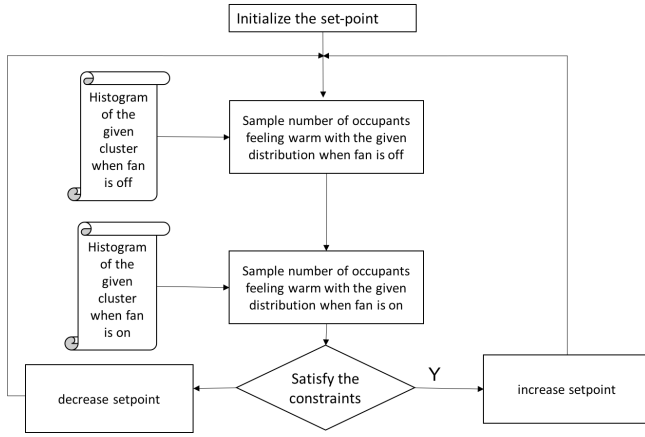 Initialize the set-point
Histogram
of the
given
cluster
when fan
is off
Sample number of occupants
feeling warm with the given
distribution when fan is off
Histogram
of the
given
cluster
when fan
is on
Sample number of occupants
feeling warm with the given
distribution when fan is on
Satisfy the
constraints
Y
decrease setpoint
increase setpoint